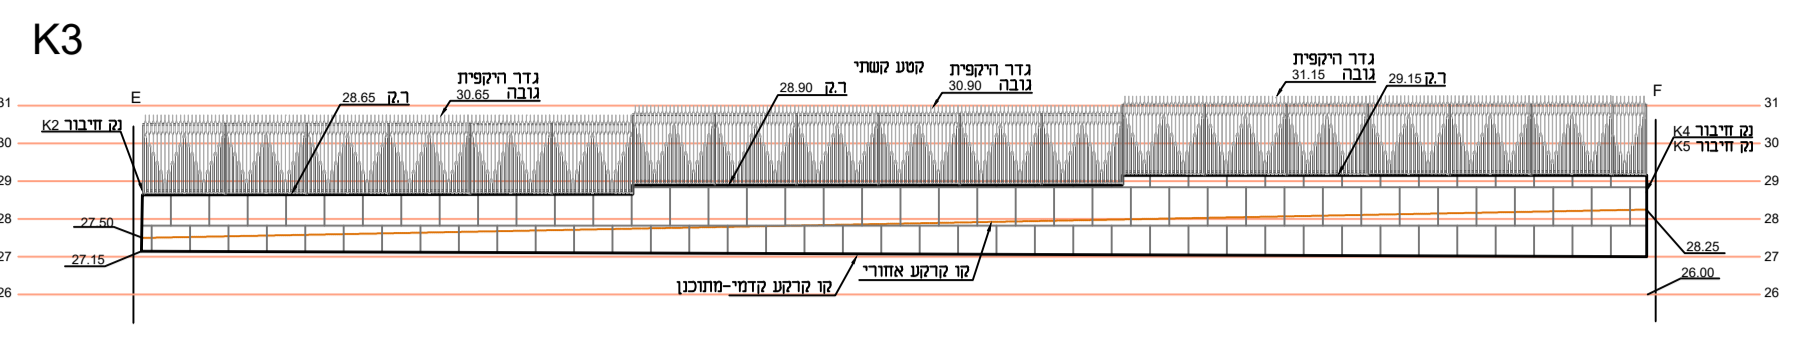 K3
גדר היקפית
גובה 31.15
ר.ק 29.15
קטע קשתי
גדר היקפית
גובה 30.90
ר.ק 28.90
גדר היקפית
גובה 30.65
ר.ק 28.65
E
F
31
31
נק חיבור K2
נק חיבור K4
נק חיבור K5
30
30
29
29
28
28
27.50
27.15
28.25
27
27
26.00
קו קרקע אחורי
קו קרקע קדמי-מתוכנן
26
26